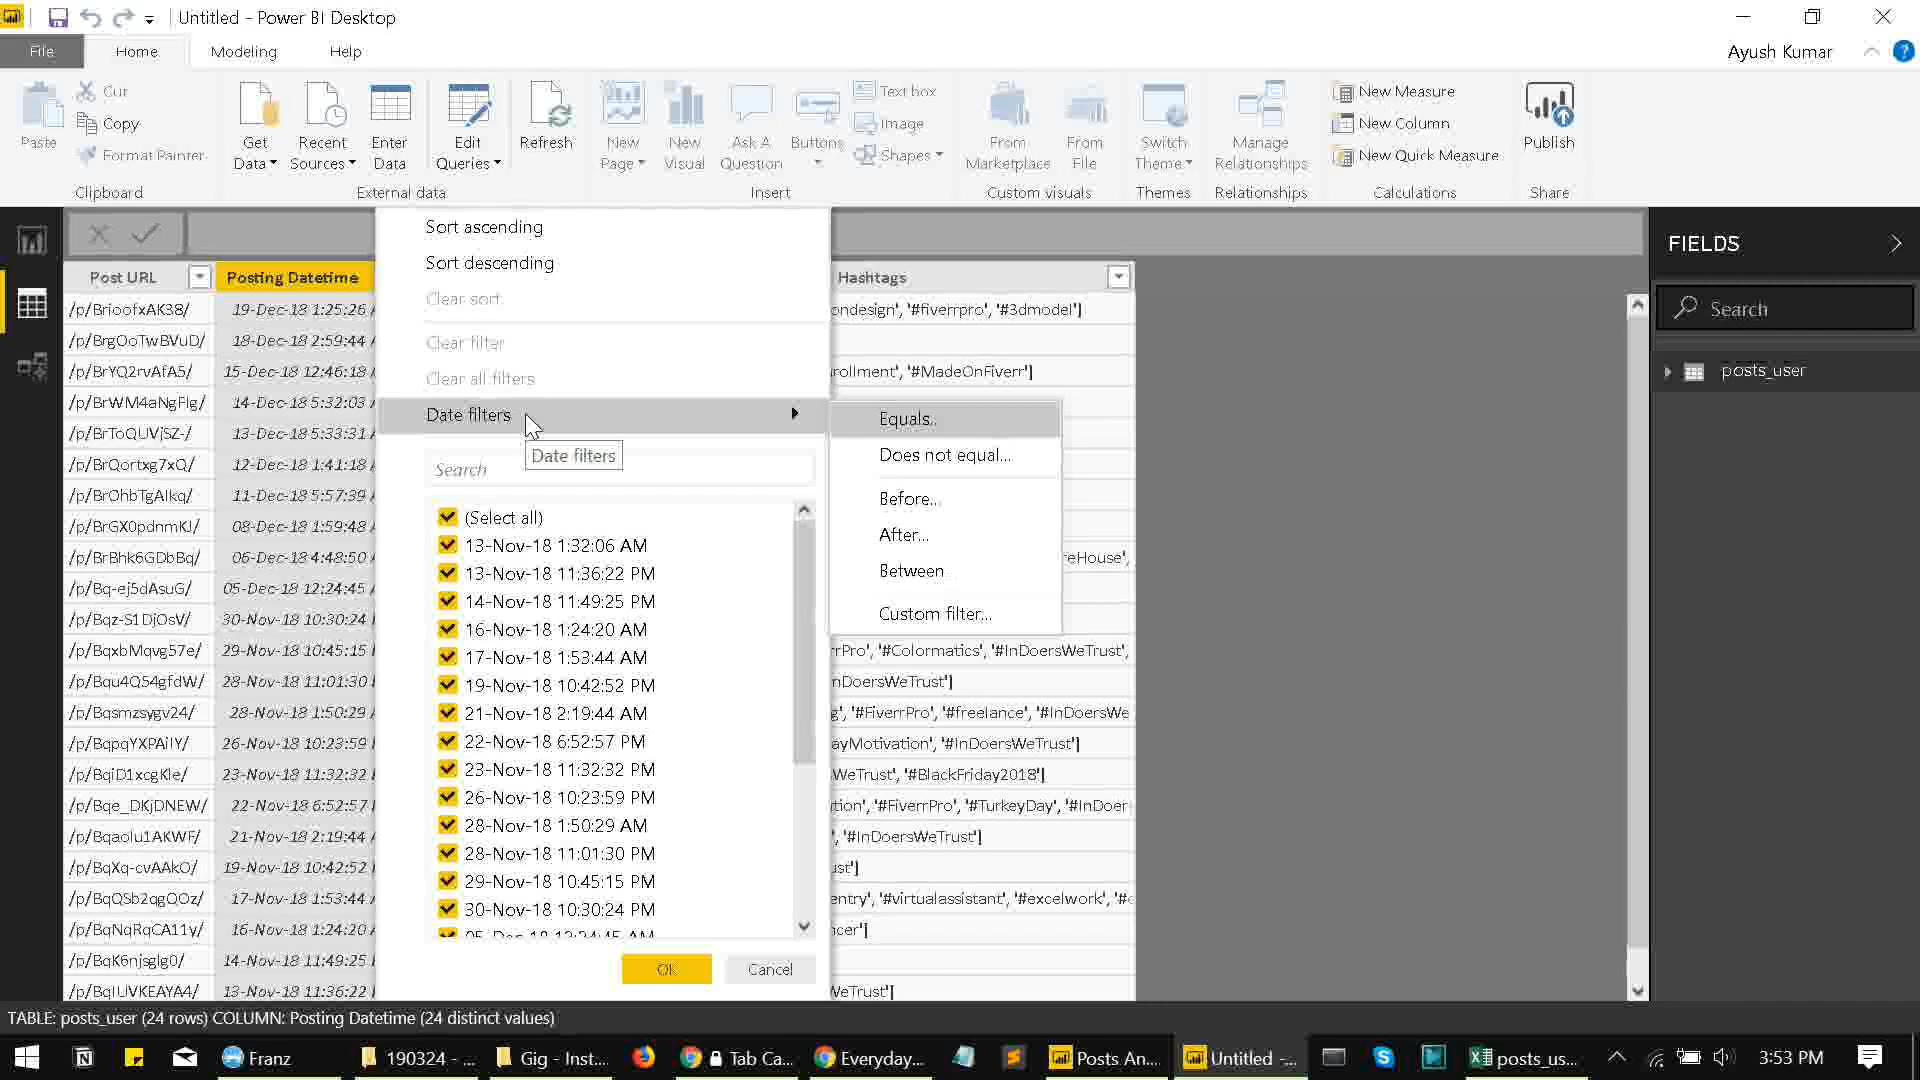 Untitled - Power BI Desktop
File Home Modeling Help Ayush Kumar
Paste Cut Copy Format Painter Clipboard
Get Data Recent Sources Enter Data Edit Queries Refresh External data
New Page New Visual Ask A Question Buttons Text box Image Shapes Insert
From Marketplace From File Custom visuals
Switch Theme Themes
Manage Relationships Relationships
New Measure New Column New Quick Measure Calculations
Publish Share
Post URL Posting Datetime Hashtags
/p/BrioofxAK38/ 19-Dec-18 1:25:26 ondesign', '#fiverrpro', '#3dmodel']
/p/BrgOoTwBVuD/ 18-Dec-18 2:59:44
/p/BrYQ2rvAfA5/ 15-Dec-18 12:46:18 rollment', '#MadeOnFiverr']
/p/BrWM4aNgFlg/ 14-Dec-18 5:32:03
/p/BrToQUVjSZ-/ 13-Dec-18 5:33:31
/p/BrQortxg7xQ/ 12-Dec-18 1:41:18
/p/BrOhbTgAIkq/ 11-Dec-18 5:57:39
/p/BrGX0pdnmKJ/ 08-Dec-18 1:59:48
/p/BrBhk6GDbBq/ 06-Dec-18 4:48:50 reHouse',
/p/Bq-ej5dAsuG/ 05-Dec-18 12:24:45
/p/Bqz-S1DjOsV/ 30-Nov-18 10:30:24
/p/BqxbMqvg57e/ 29-Nov-18 10:45:15 rrPro', '#Colormatics', '#InDoersWeTrust',
/p/Bqu4Q54gfdW/ 28-Nov-18 11:01:30 nDoersWeTrust']
/p/Bqsmzsygv24/ 28-Nov-18 1:50:29 g', '#FiverrPro', '#freelance', '#InDoersWe
/p/BqpqYXPAiIY/ 26-Nov-18 10:23:59 ayMotivation', '#InDoersWeTrust']
/p/BqiD1xcgKle/ 23-Nov-18 11:32:32 WeTrust', '#BlackFriday2018']
/p/Bqe_DKjDNEW/ 22-Nov-18 6:52:57 tion', '#FiverrPro', '#TurkeyDay', '#InDoer
/p/Bqaolu1AKWF/ 21-Nov-18 2:19:44 ', '#InDoersWeTrust']
/p/BqXq-cvAAkO/ 19-Nov-18 10:42:52 ust']
/p/BqQSb2qgQOz/ 17-Nov-18 1:53:44 entry', '#virtualassistant', '#excelwork', '#
/p/BqNqRqCA11y/ 16-Nov-18 1:24:20 ncer']
/p/BqK6njsglg0/ 14-Nov-18 11:49:25
/p/BqIUVKEAYA4/ 13-Nov-18 11:36:22 WeTrust']
Sort ascending
Sort descending
Clear sort
Clear filter
Clear all filters
Date filters
Date filters
Search
(Select all)
13-Nov-18 1:32:06 AM
13-Nov-18 11:36:22 PM
14-Nov-18 11:49:25 PM
16-Nov-18 1:24:20 AM
17-Nov-18 1:53:44 AM
19-Nov-18 10:42:52 PM
21-Nov-18 2:19:44 AM
22-Nov-18 6:52:57 PM
23-Nov-18 11:32:32 PM
26-Nov-18 10:23:59 PM
28-Nov-18 1:50:29 AM
28-Nov-18 11:01:30 PM
29-Nov-18 10:45:15 PM
30-Nov-18 10:30:24 PM
05-Dec-18 12:24:45 AM
OK Cancel
Equals...
Does not equal...
Before...
After...
Between
Custom filter...
FIELDS
Search
posts_user
TABLE: posts_user (24 rows) COLUMN: Posting Datetime (24 distinct values)
Franz 190324 - ... Gig - Inst... Tab Ca... Everyday... Posts An... Untitled -... posts_us... 3:53 PM